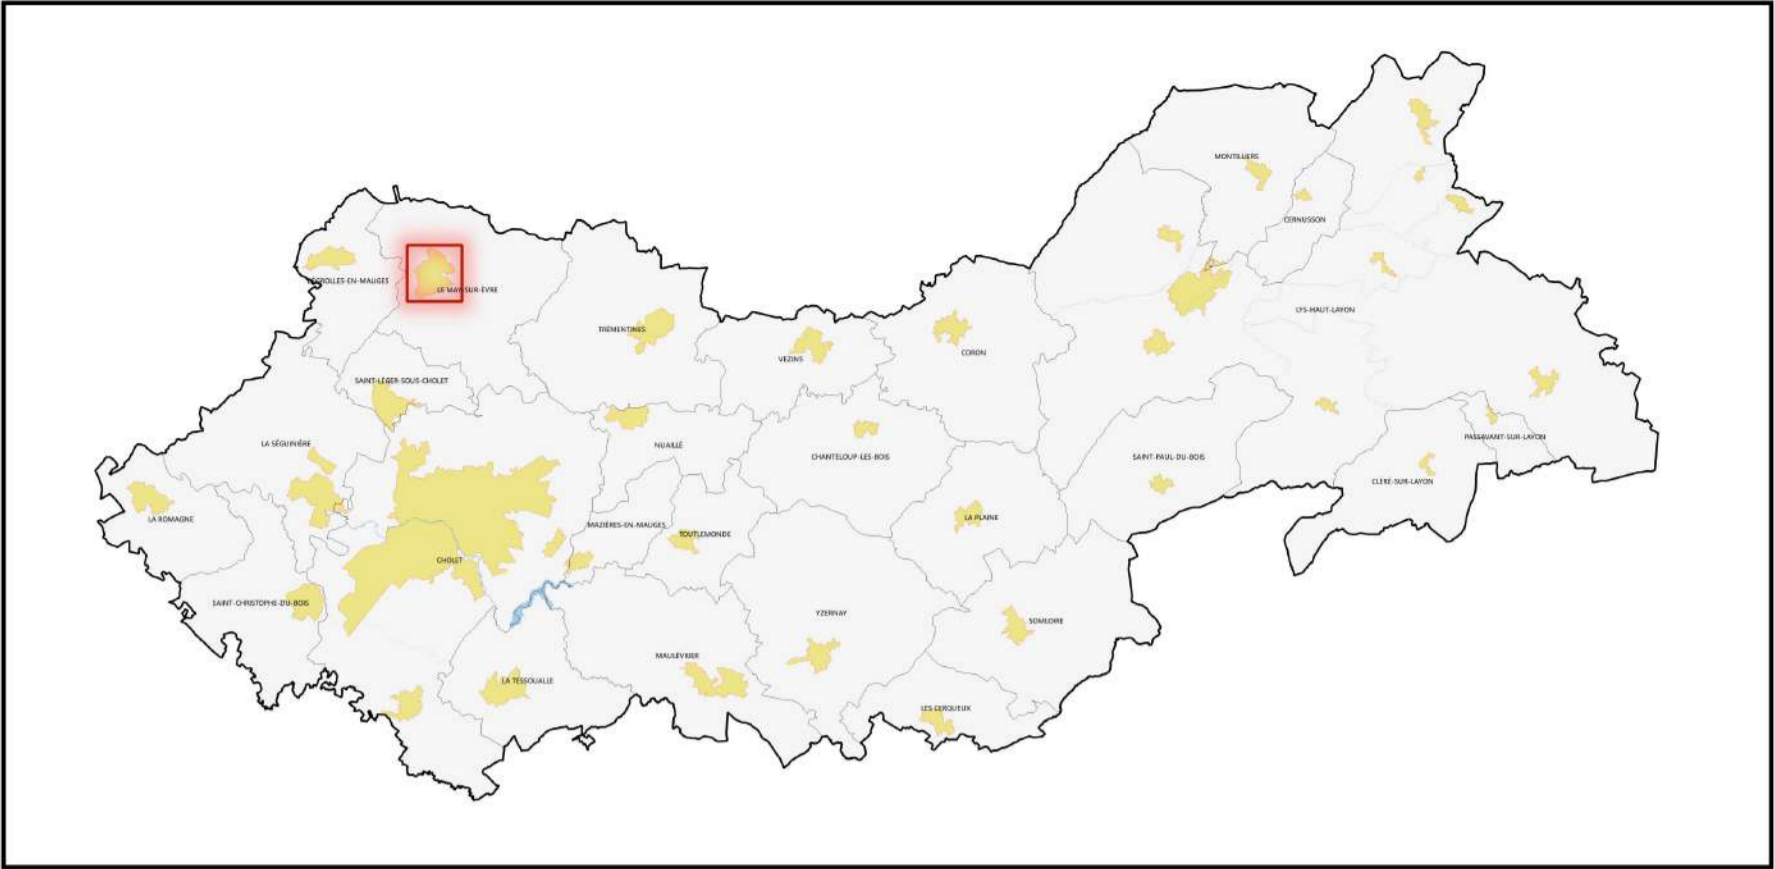 MONTILLIERS
CERNUSSON
BÉGROLLES-EN-MAUGES
LE MAY-SUR-ÈVRE
LYS-HAUT-LAYON
TRÉMENTINES
VEZINS
CORON
SAINT-LÉGER-SOUS-CHOLET
LA SÉGUINIÈRE
NUAILLÉ
CHANTELOUP-LES-BOIS
SAINT-PAUL-DU-BOIS
PASSAVANT-SUR-LAYON
CLÉRÉ-SUR-LAYON
LA ROMAGNE
LA PLAINE
MAZIÈRES-EN-MAUGES
TOUTLEMONDE
CHOLET
SAINT-CHRISTOPHE-DU-BOIS
YZERNAY
SOMLOIRE
MAULÉVRIER
LA TESSOUALLE
LES CERQUEUX